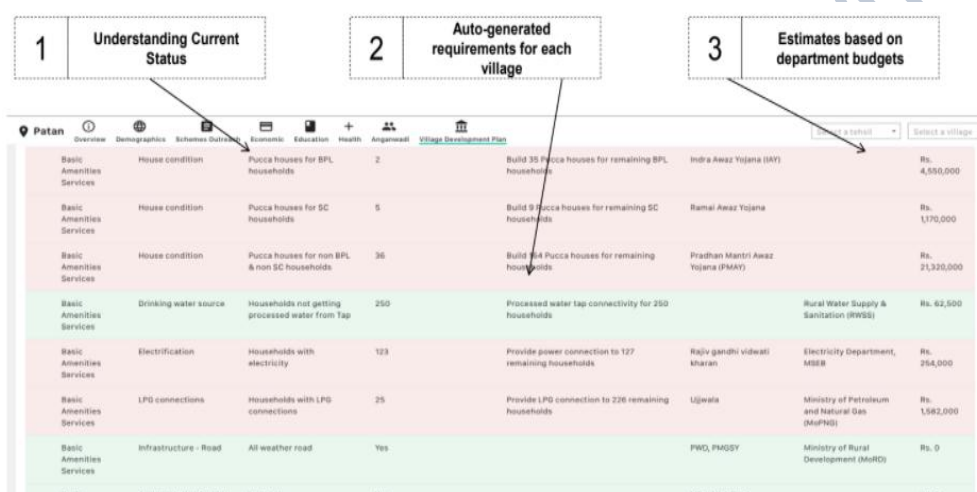 1
Understanding Current
Status
2
Auto-generated
requirements for each
village
3
Estimates based on
department budgets
Patan
Overview
Demographics
Schemes Outreach
Economic
Education
Health
Anganwadi
Village Development Plan
Select a tehsil
Select a village
Basic House condition Pucca houses for BPL 2 Build 35 Pucca houses for remaining BPL Indra Awaz Yojana (IAY) Rs.
Amenities households households 4,550,000
Services
Basic House condition Pucca houses for SC 5 Build 9 Pucca houses for remaining SC Ramai Awaz Yojana Rs.
Amenities households households 1,170,000
Services
Basic House condition Pucca houses for non BPL 36 Build 164 Pucca houses for remaining Pradhan Mantri Awaz Rs.
Amenities & non SC households households Yojana (PMAY) 21,320,000
Services
Basic Drinking water source Households not getting 250 Processed water tap connectivity for 250 Rural Water Supply & Rs. 62,500
Amenities processed water from Tap households Sanitation (RWSS)
Services
Basic Electrification Households with 123 Provide power connection to 127 Rajiv gandhi vidwati Electricity Department, Rs.
Amenities electricity remaining households kharan MSEB 254,000
Services
Basic LPG connections Households with LPG 25 Provide LPG connection to 226 remaining Ujjwala Ministry of Petroleum Rs.
Amenities connections households and Natural Gas 1,582,000
Services (MoPNG)
Basic Infrastructure - Road All weather road Yes PWD, PMGSY Ministry of Rural Rs. 0
Amenities Development (MoRD)
Services